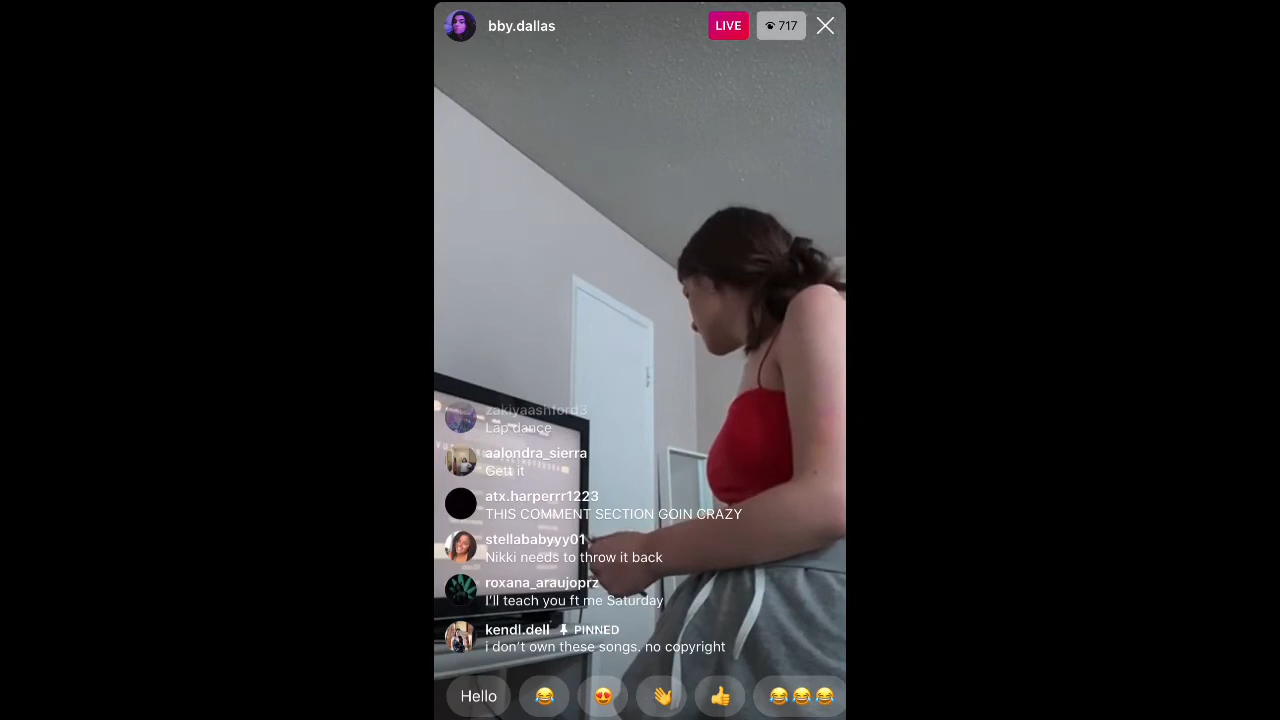 bby.dallas
LIVE
717
zakiyaashford3
Lap dance
aalondra_sierra
Gett it
atx.harperrr1223
THIS COMMENT SECTION GOIN CRAZY
stellababyyy01
Nikki needs to throw it back
roxana_araujoprz
I'll teach you ft me Saturday
kendl.dell PINNED
i don't own these songs. no copyright
Hello